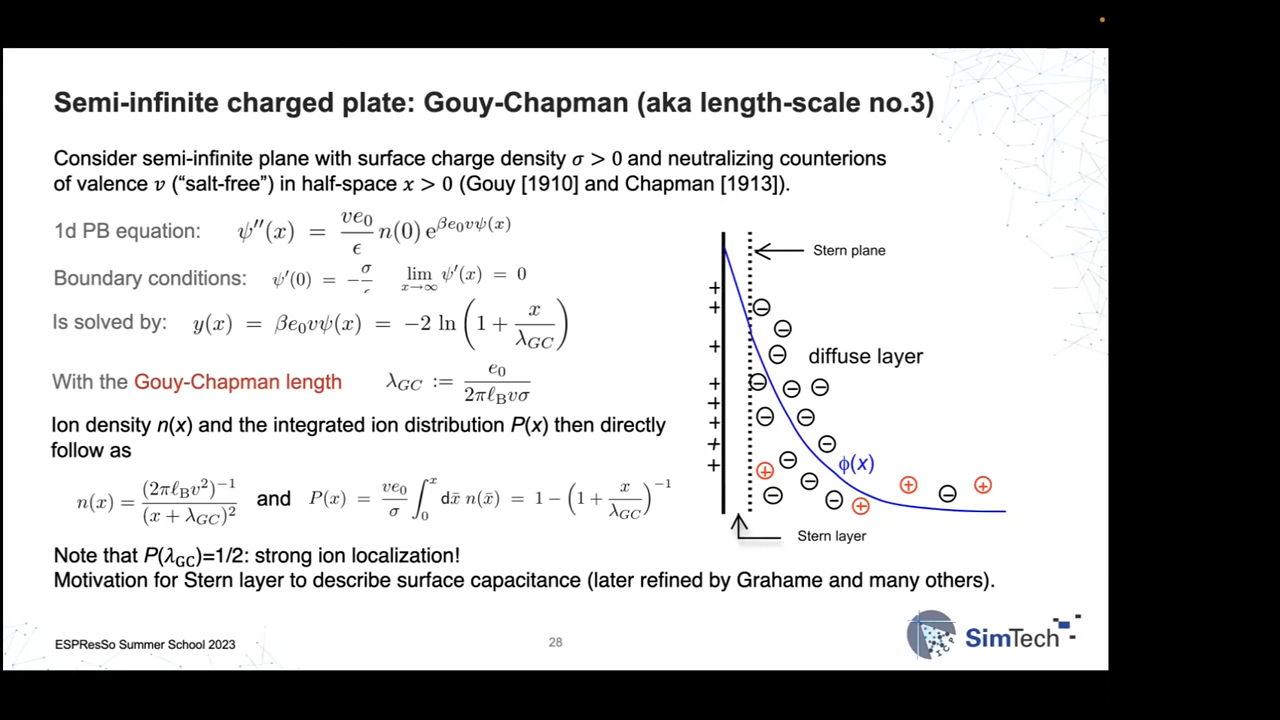 Semi-infinite charged plate: Gouy-Chapman (aka length-scale no.3)
Consider semi-infinite plane with surface charge density σ > 0 and neutralizing counterions
of valence v (“salt-free”) in half-space x > 0 (Gouy [1910] and Chapman [1913]).
1d PB equation: ψ′′(x) = ve₀/ϵ n(0) e^{βe₀vψ(x)}
Boundary conditions: ψ′(0) = −σ/ϵ lim_{x→∞} ψ′(x) = 0
Is solved by: y(x) = βe₀vψ(x) = −2 ln(1 + x/λ_GC)
With the Gouy-Chapman length λ_GC := e₀/(2πℓ_B vσ)
Ion density n(x) and the integrated ion distribution P(x) then directly
follow as
n(x) = (2πℓ_B v²)⁻¹/(x + λ_GC)² and P(x) = ve₀/σ ∫₀ˣ dx̄ n(x̄) = 1 − (1 + x/λ_GC)⁻¹
Note that P(λ_GC)=1/2: strong ion localization!
Motivation for Stern layer to describe surface capacitance (later refined by Grahame and many others).
Stern plane
diffuse layer
ϕ(x)
Stern layer
ESPResSo Summer School 2023
28
ICP
SimTech